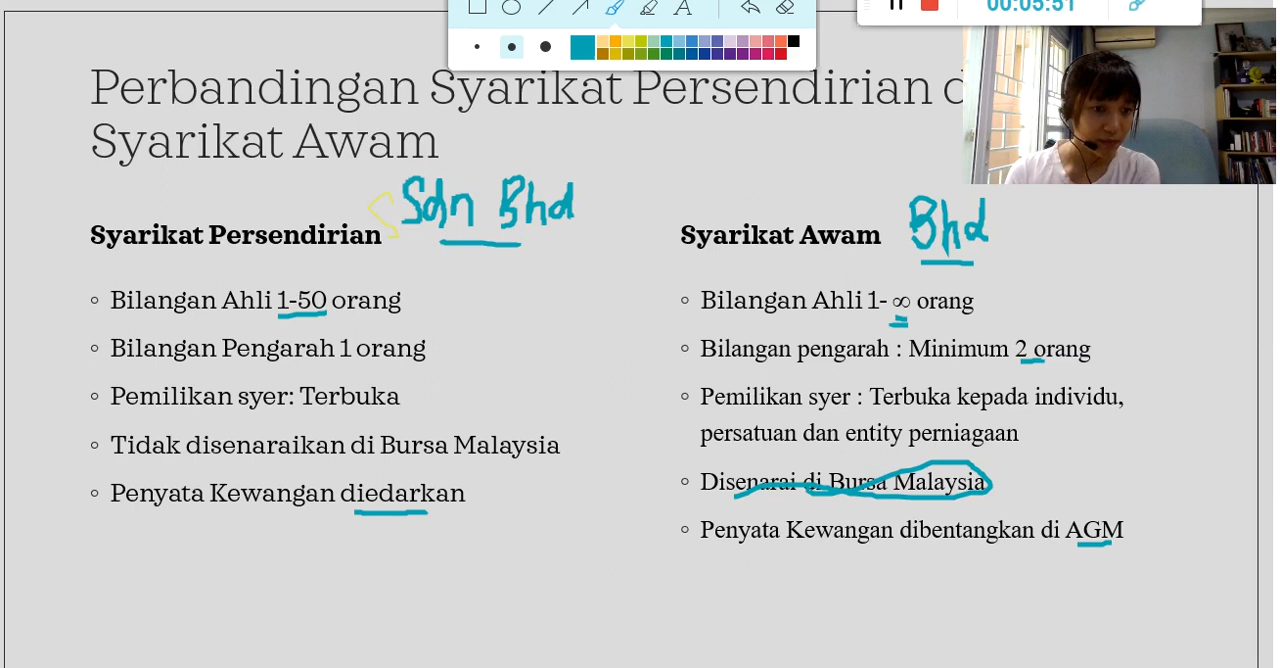 00:05:51
A
Perbandingan Syarikat Persendirian d
Syarikat Awam
Sdn Bhd
Syarikat Persendirian
Bilangan Ahli 1-50 orang
Bilangan Pengarah 1 orang
Pemilikan syer: Terbuka
Tidak disenaraikan di Bursa Malaysia
Penyata Kewangan diedarkan
Bhd
Syarikat Awam
Bilangan Ahli 1- ∞ orang
Bilangan pengarah : Minimum 2 orang
Pemilikan syer : Terbuka kepada individu,
persatuan dan entity perniagaan
Disenarai di Bursa Malaysia
Penyata Kewangan dibentangkan di AGM